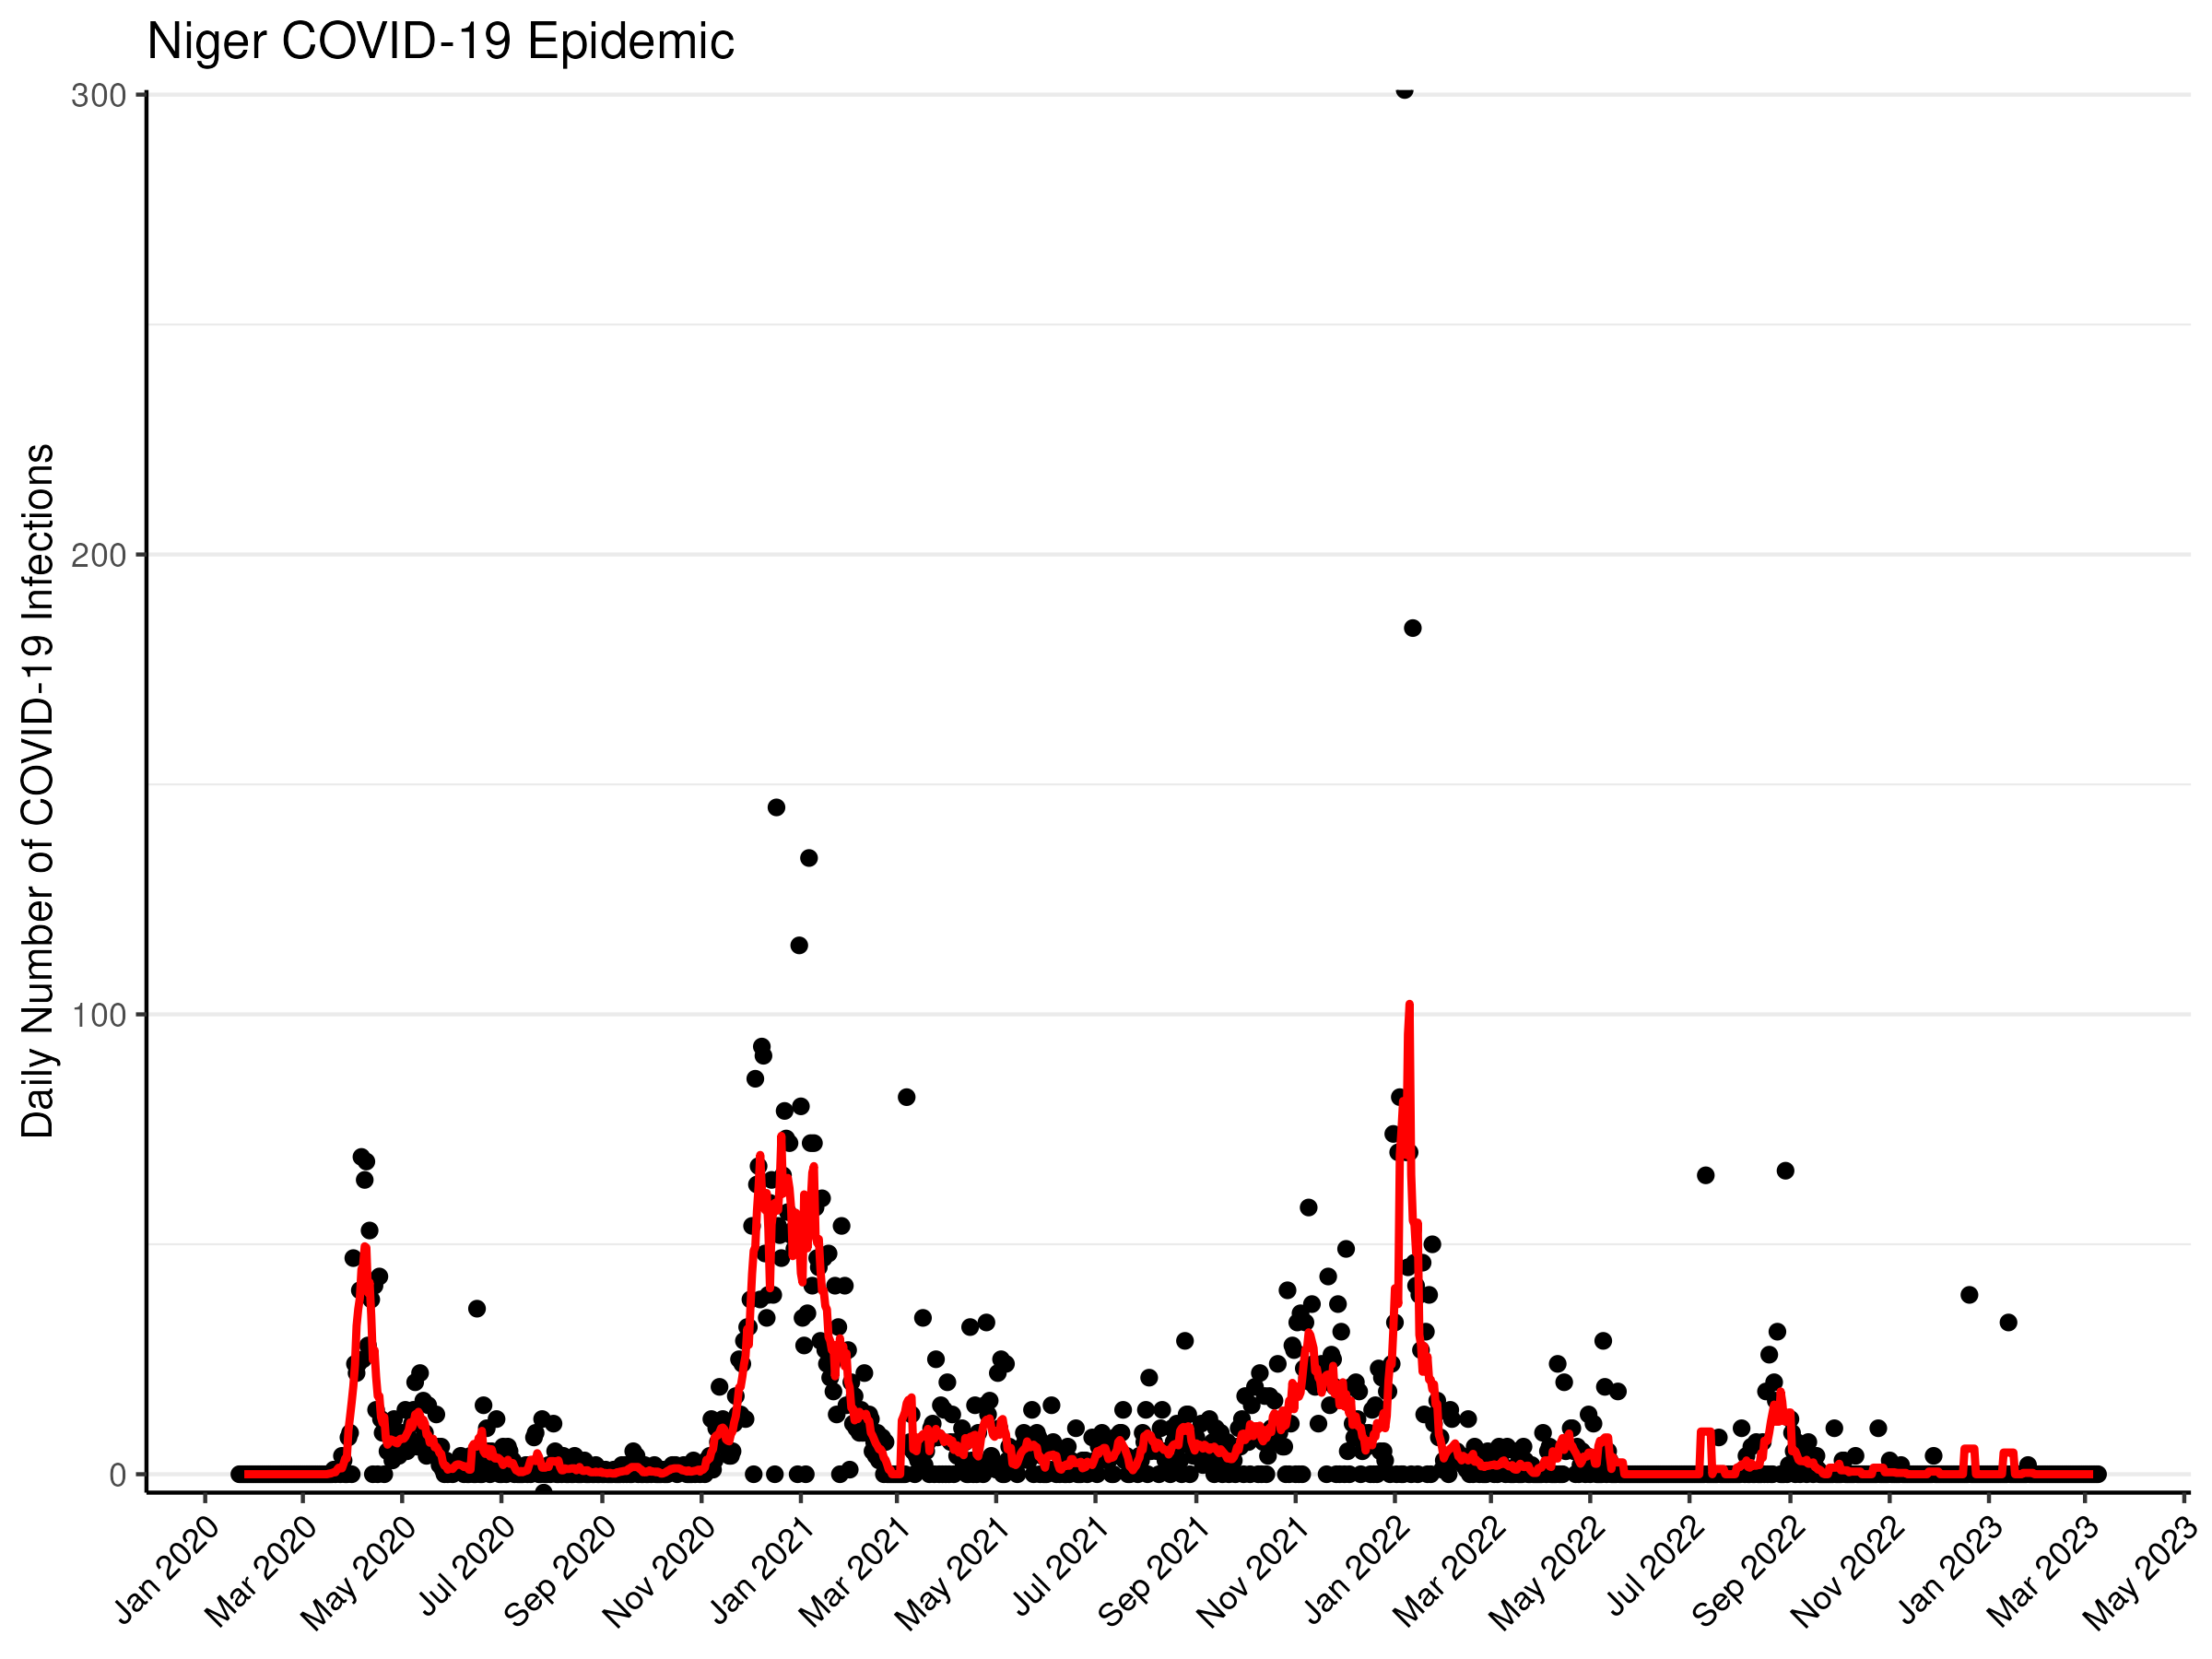 Niger COVID-19 Epidemic
Daily Number of COVID-19 Infections
300
200
100
0
Jan 2020
Mar 2020
May 2020
Jul 2020
Sep 2020
Nov 2020
Jan 2021
Mar 2021
May 2021
Jul 2021
Sep 2021
Nov 2021
Jan 2022
Mar 2022
May 2022
Jul 2022
Sep 2022
Nov 2022
Jan 2023
Mar 2023
May 2023